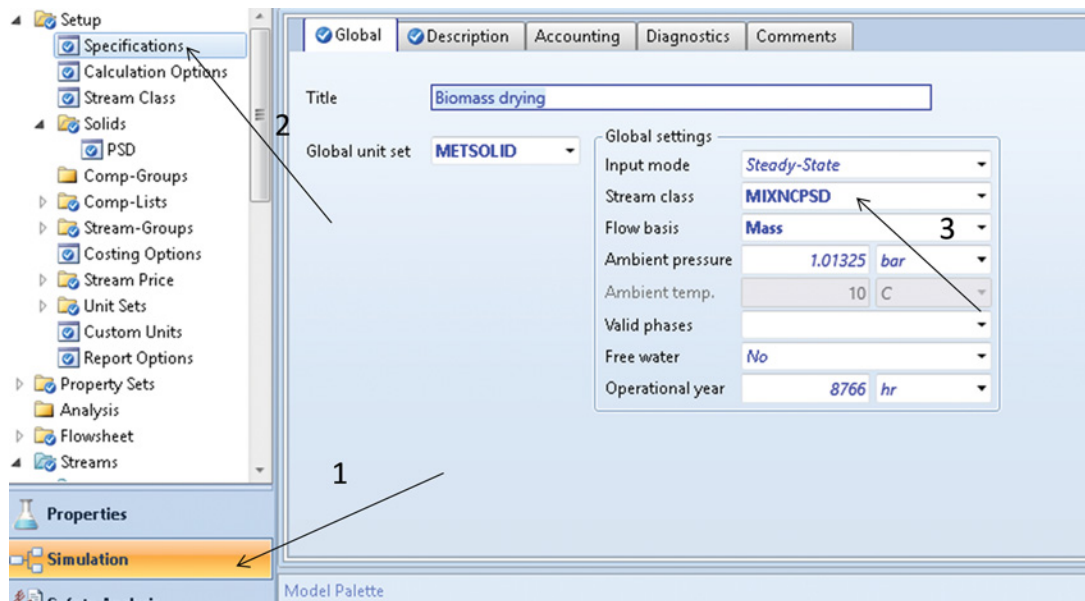 Setup
Specifications
Calculation Options
Stream Class
Solids
PSD
Comp-Groups
Comp-Lists
Stream-Groups
Costing Options
Stream Price
Unit Sets
Custom Units
Report Options
Property Sets
Analysis
Flowsheet
Streams
Properties
Simulation
2
1
Global Description Accounting Diagnostics Comments
Title Biomass drying
Global unit set METSOLID
Global settings
Input mode Steady-State
Stream class MIXNCPSD
Flow basis Mass
3
Ambient pressure 1.01325 bar
Ambient temp. 10 C
Valid phases
Free water No
Operational year 8766 hr
Model Palette